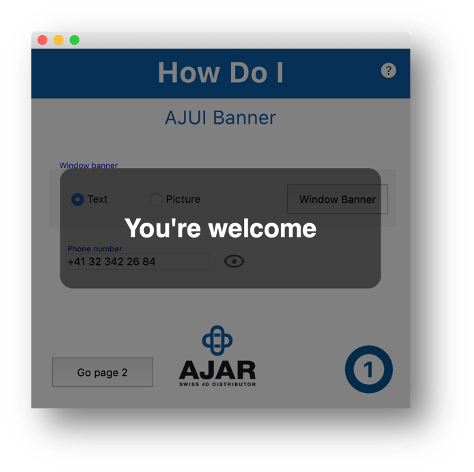 How Do I
?
AJUI Banner
Window banner
Text
Picture
Window Banner
You're welcome
Phone number
+41 32 342 26 84
Go page 2
AJAR
SWISS 4D DISTRIBUTOR
1